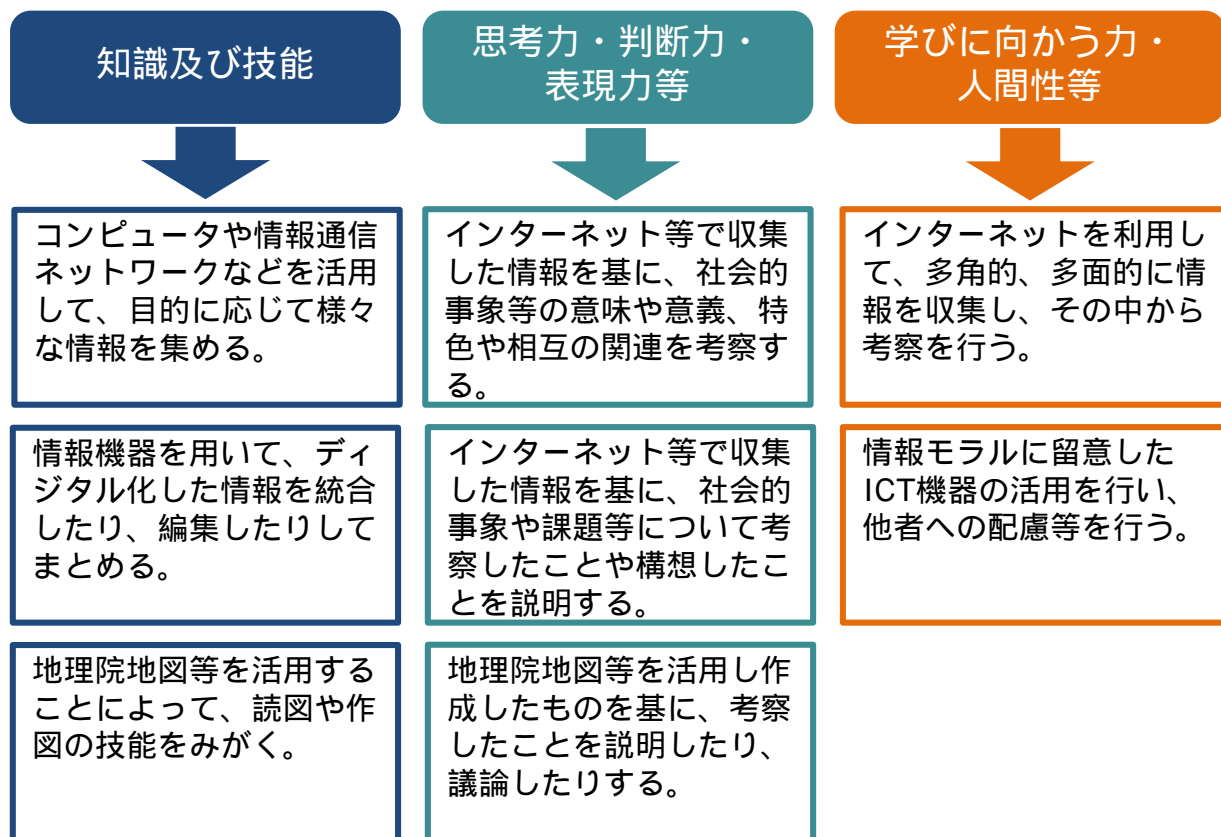 知識及び技能
思考力・判断力・
表現力等
学びに向かう力・
人間性等
コンピュータや情報通信
ネットワークなどを活用
して、目的に応じて様々
な情報を集める。
インターネット等で収集
した情報を基に、社会的
事象等の意味や意義、特
色や相互の関連を考察す
る。
インターネットを利用し
て、多角的、多面的に情
報を収集し、その中から
考察を行う。
情報機器を用いて、ディ
ジタル化した情報を統合
したり、編集したりして
まとめる。
インターネット等で収集
した情報を基に、社会的
事象や課題等について考
察したことや構想したこ
とを説明する。
情報モラルに留意した
ICT機器の活用を行い、
他者への配慮等を行う。
地理院地図等を活用する
ことによって、読図や作
図の技能をみがく。
地理院地図等を活用し作
成したものを基に、考察
したことを説明したり、
議論したりする。